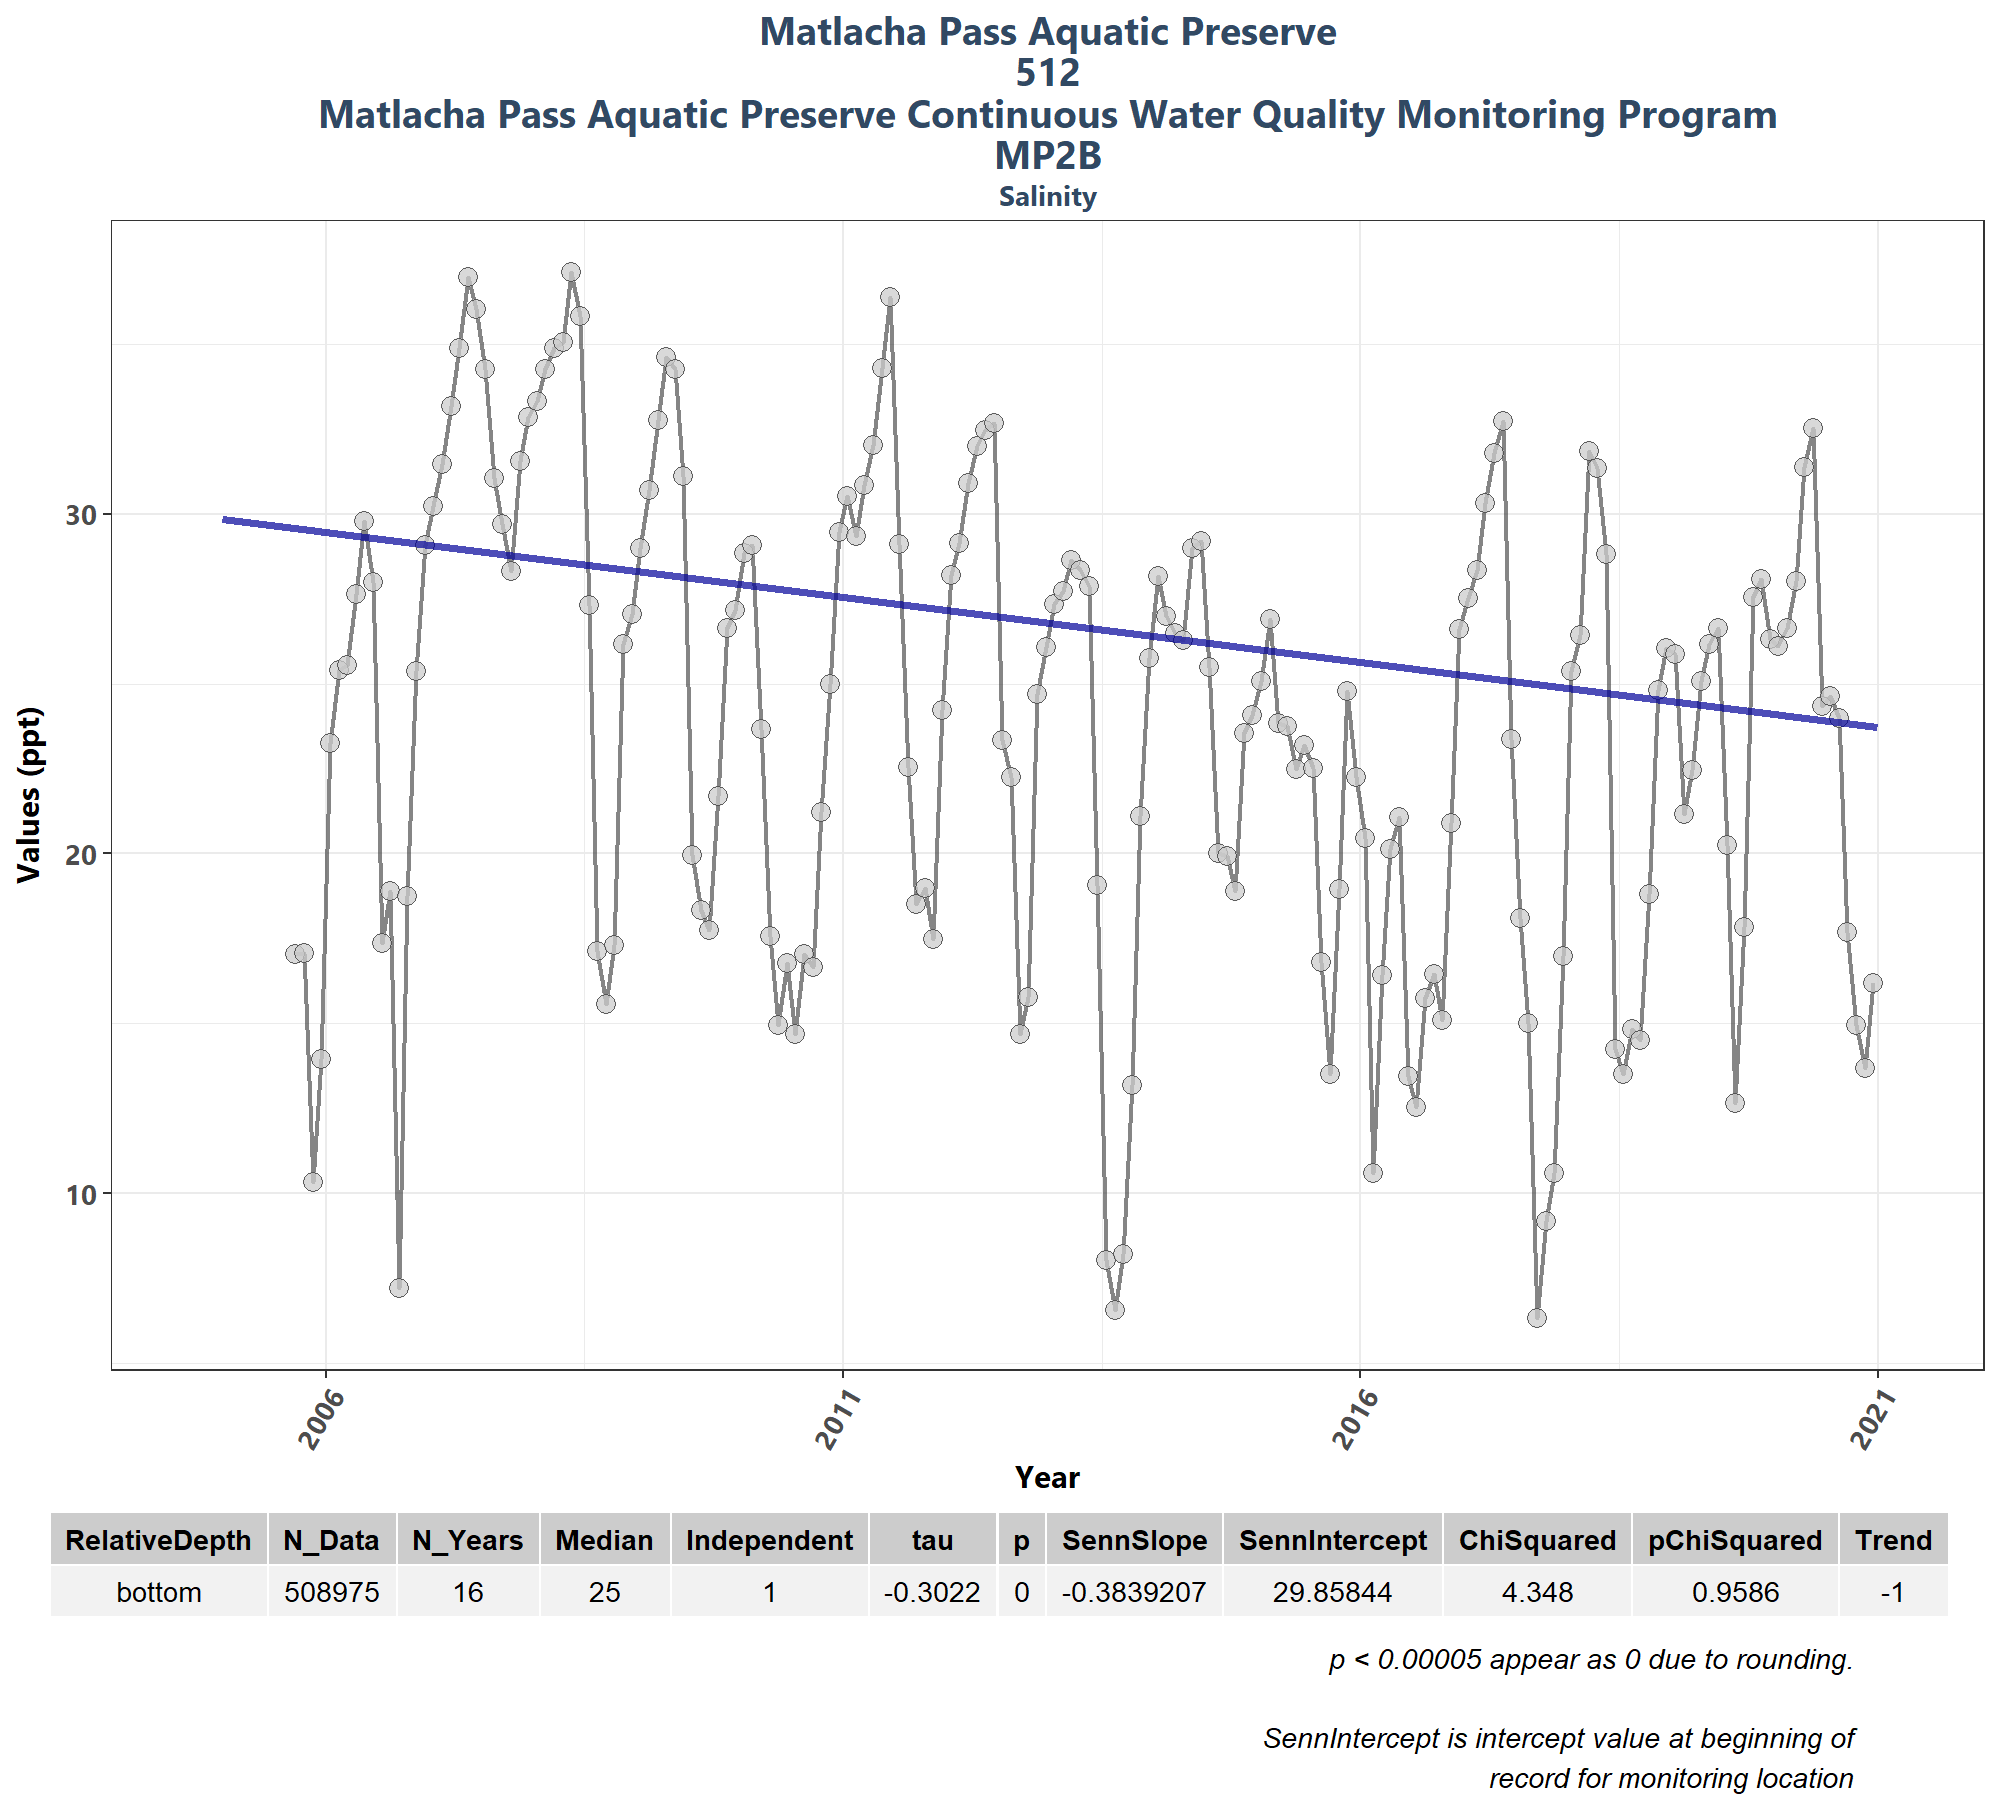 Matlacha Pass Aquatic Preserve
512
Matlacha Pass Aquatic Preserve Continuous Water Quality Monitoring Program
MP2B
Salinity
Values (ppt)
30
20
10
2006 2011 2016 2021
Year
RelativeDepth N_Data N_Years Median Independent tau p SennSlope SennIntercept ChiSquared pChiSquared Trend
bottom 508975 16 25 1 -0.3022 0 -0.3839207 29.85844 4.348 0.9586 -1
p < 0.00005 appear as 0 due to rounding.
SennIntercept is intercept value at beginning of
record for monitoring location